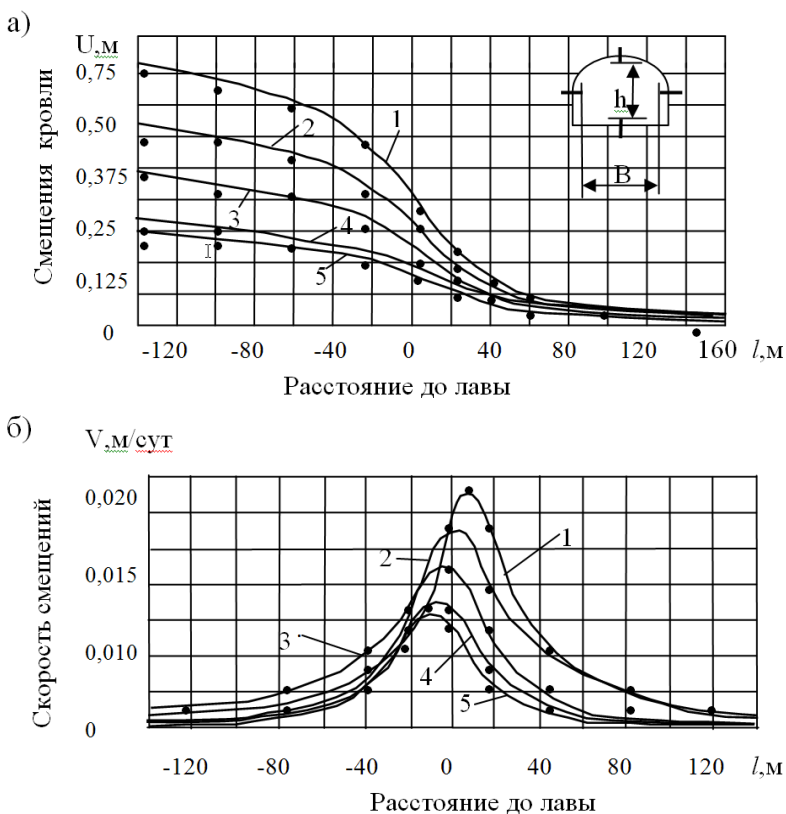 а)
U,м
0,75
0,50
0,375
0,25
0,125
0
Смещения кровли
1
2
3
4
5
h
B
-120 -80 -40 0 40 80 120 160 l,м
Расстояние до лавы
б)
V,м/сут
0,020
0,015
0,010
0
Скорость смещений
1
2
3
4
5
-120 -80 -40 0 40 80 120 l,м
Расстояние до лавы